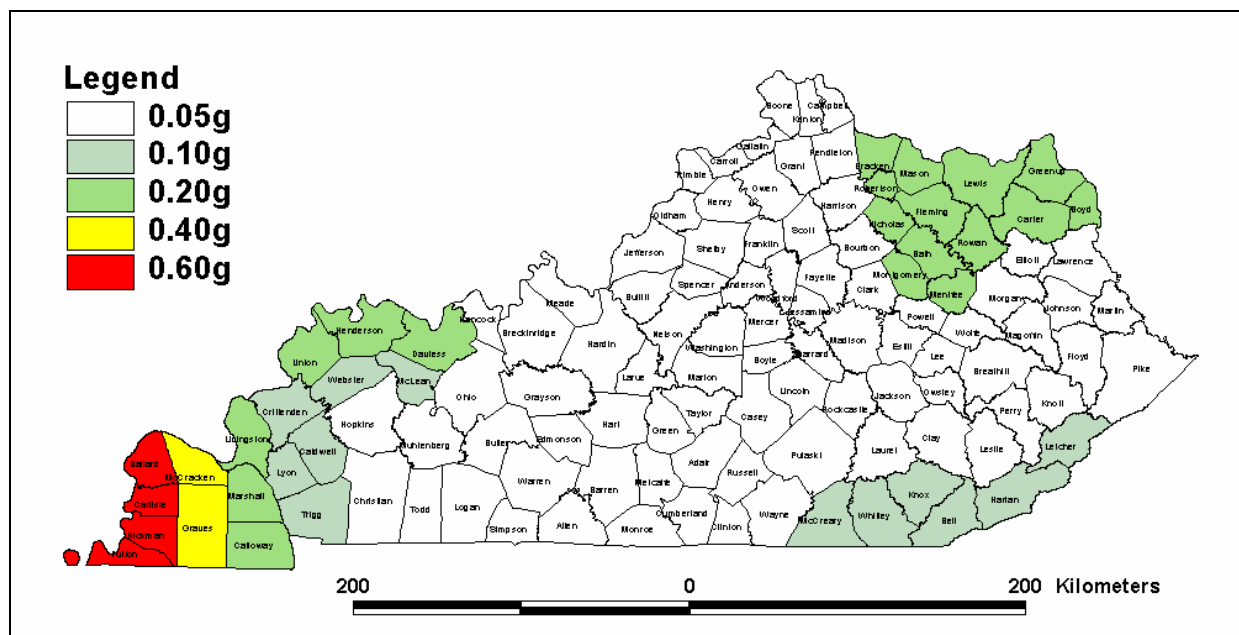 Legend
0.05g
0.10g
0.20g
0.40g
0.60g
Boone
Kenton
Campbell
Gallatin
Carroll
Trimble
Grant
Pendleton
Bracken
Mason
Lewis
Greenup
Boyd
Carter
Robertson
Owen
Henry
Oldham
Harrison
Nicholas
Fleming
Rowan
Scott
Franklin
Shelby
Jefferson
Bourbon
Bath
Elliott
Lawrence
Montgomery
Menifee
Fayette
Clark
Woodford
Anderson
Spencer
Bullitt
Meade
Hancock
Breckinridge
Hardin
Nelson
Washington
Mercer
Jessamine
Madison
Powell
Morgan
Johnson
Martin
Magoffin
Wolfe
Estill
Lee
Floyd
Pike
Breathitt
Henderson
Union
Daviess
Webster
McLean
Ohio
Grayson
Larue
Marion
Boyle
Garrard
Lincoln
Rockcastle
Jackson
Owsley
Perry
Knott
Letcher
Crittenden
Hopkins
Muhlenberg
Butler
Edmonson
Hart
Green
Taylor
Casey
Pulaski
Laurel
Clay
Leslie
Harlan
Livingston
Caldwell
Lyon
Trigg
Christian
Todd
Logan
Warren
Simpson
Allen
Barren
Metcalfe
Monroe
Adair
Russell
Cumberland
Clinton
Wayne
McCreary
Whitley
Knox
Bell
Ballard
McCracken
Carlisle
Marshall
Hickman
Graves
Calloway
Fulton
200
0
200
Kilometers